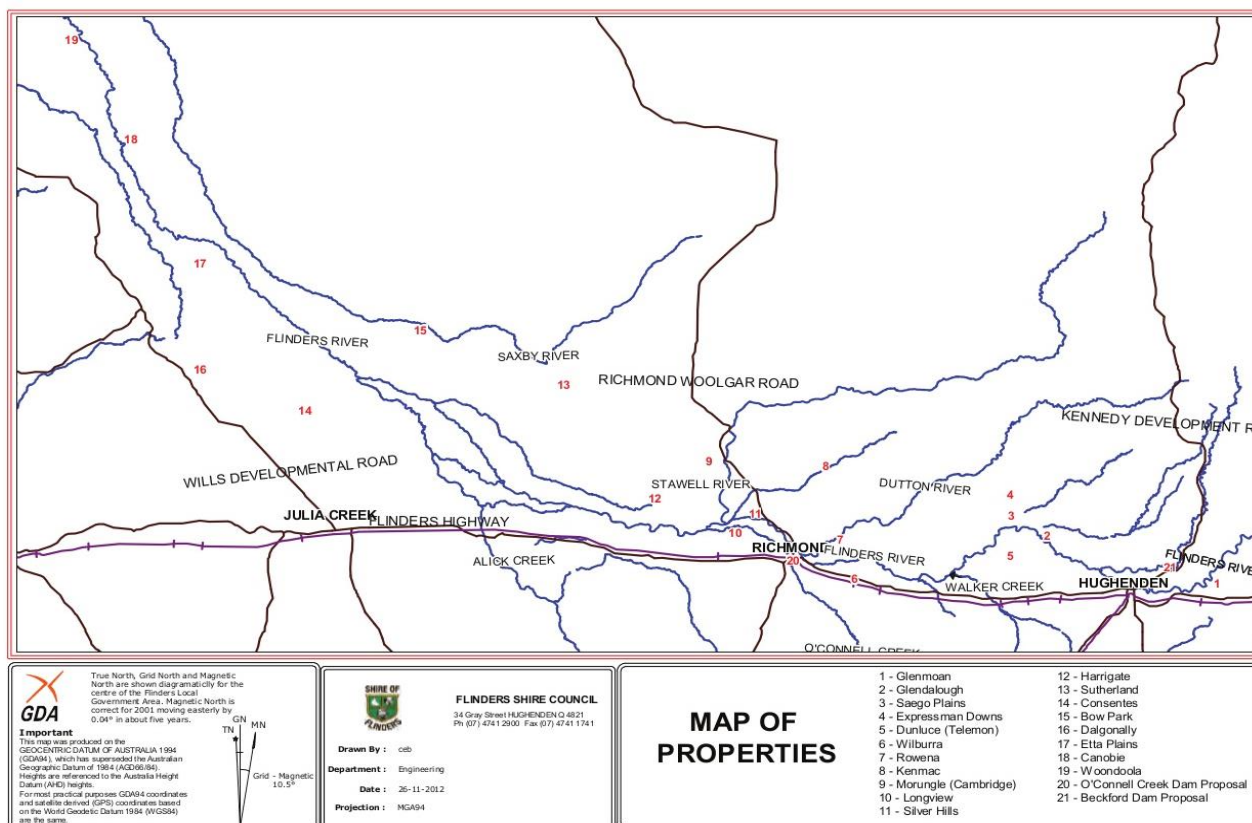 19
18
17
15
FLINDERS RIVER
SAXBY RIVER
16
13
RICHMOND WOOLGAR ROAD
14
KENNEDY DEVELOPMENT R
9
8
WILLS DEVELOPMENTAL ROAD
STAWELL RIVER
DUTTON RIVER
12
4
JULIA CREEK
FLINDERS HIGHWAY
11
3
10
7
2
RICHMOND
FLINDERS RIVER
5
FLINDERS RIVE
ALICK CREEK
20
21
6
WALKER CREEK
HUGHENDEN
1
O'CONNELL CREEK
GDA
True North, Grid North and Magnetic
North are shown diagramatically for the
centre of the Flinders Local
Government Area. Magnetic North is
correct for 2001 moving easterly by
0.04° in about five years.
GN
TN
MN
Grid - Magnetic
10.5°
Important
This map was produced on the
GEOCENTRIC DATUM OF AUSTRALIA 1994
(GDA94), which has superseded the Australian
Geographic Datum of 1984 (AGD66/84).
Heights are referenced to the Australia Height
Datum (AHD) heights.
For most practical purposes GDA94 coordinates
and satellite derived (GPS) coordinates based
on the World Geodetic Datum 1984 (WGS84)
are the same.
SHIRE OF
FLINDERS
FLINDERS SHIRE COUNCIL
34 Gray Street HUGHENDEN Q 4821
Ph (07) 4741 2900 Fax (07) 4741 1741
Drawn By : ceb
Department : Engineering
Date : 26-11-2012
Projection : MGA94
MAP OF
PROPERTIES
1 - Glenmoan
2 - Glendalough
3 - Saego Plains
4 - Expressman Downs
5 - Dunluce (Telemon)
6 - Wilburra
7 - Rowena
8 - Kenmac
9 - Morungle (Cambridge)
10 - Longview
11 - Silver Hills
12 - Harrigate
13 - Sutherland
14 - Consentes
15 - Bow Park
16 - Dalgonally
17 - Etta Plains
18 - Canobie
19 - Woondoola
20 - O'Connell Creek Dam Proposal
21 - Beckford Dam Proposal